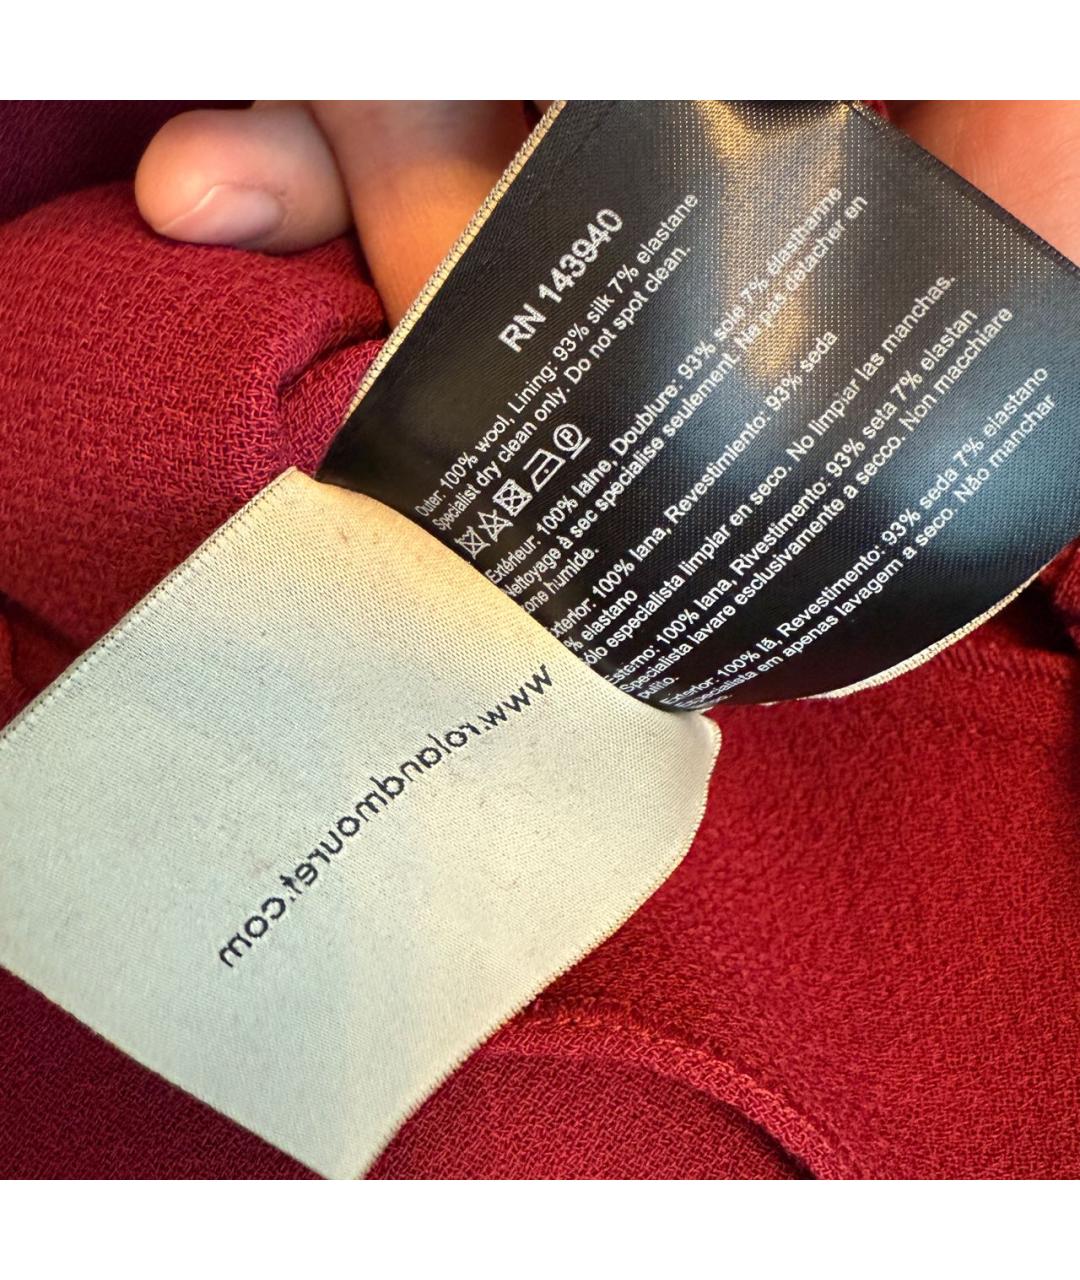 RN 143940
Outer: 100% wool, Lining: 93% silk 7% elastane
Specialist dry clean only. Do not spot clean.
P
Extérieur: 100% laine, Doublure: 93% soie 7% elasthanne
Nettoyage à sec specialise seulement. Ne pas detacher en
zone humide.
Exterior: 100% lana, Revestimiento: 93% seda
% elastano
Sólo especialista limpiar en seco. No limpiar las manchas.
Esterno: 100% lana, Rivestimento: 93% seta 7% elastan
Specialista lavare esclusivamente a secco. Non macchiare
pulito.
Exterior: 100% lã, Revestimento: 93% seda 7% elastano
Especialista em apenas lavagem a seco. Não manchar
www.rolandmouret.com